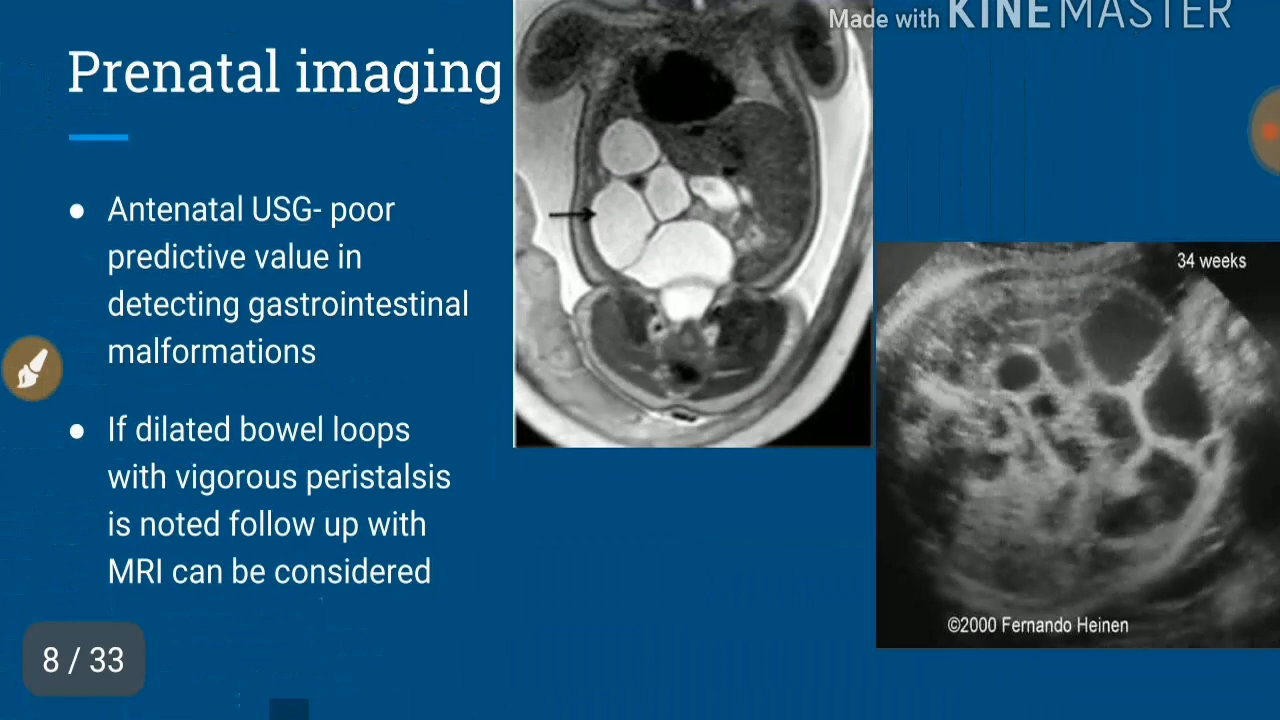 Made with KINEMASTER
Prenatal imaging
● Antenatal USG- poor
predictive value in
detecting gastrointestinal
malformations
● If dilated bowel loops
with vigorous peristalsis
is noted follow up with
MRI can be considered
34 weeks
©2000 Fernando Heinen
8 / 33